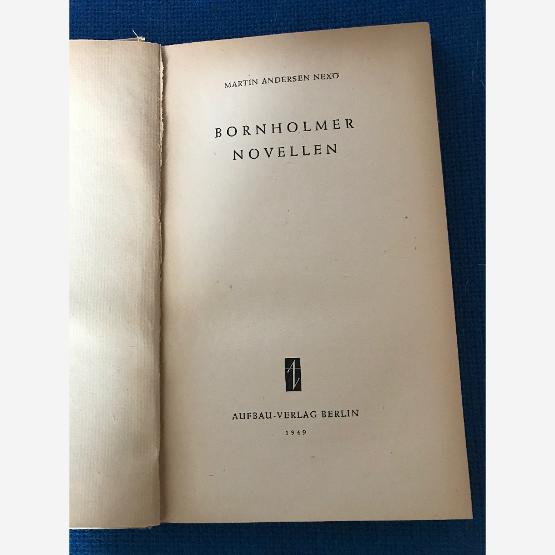 MARTIN ANDERSEN NEXÖ
BORNHOLMER
NOVELLEN
AUFBAU-VERLAG BERLIN
1949